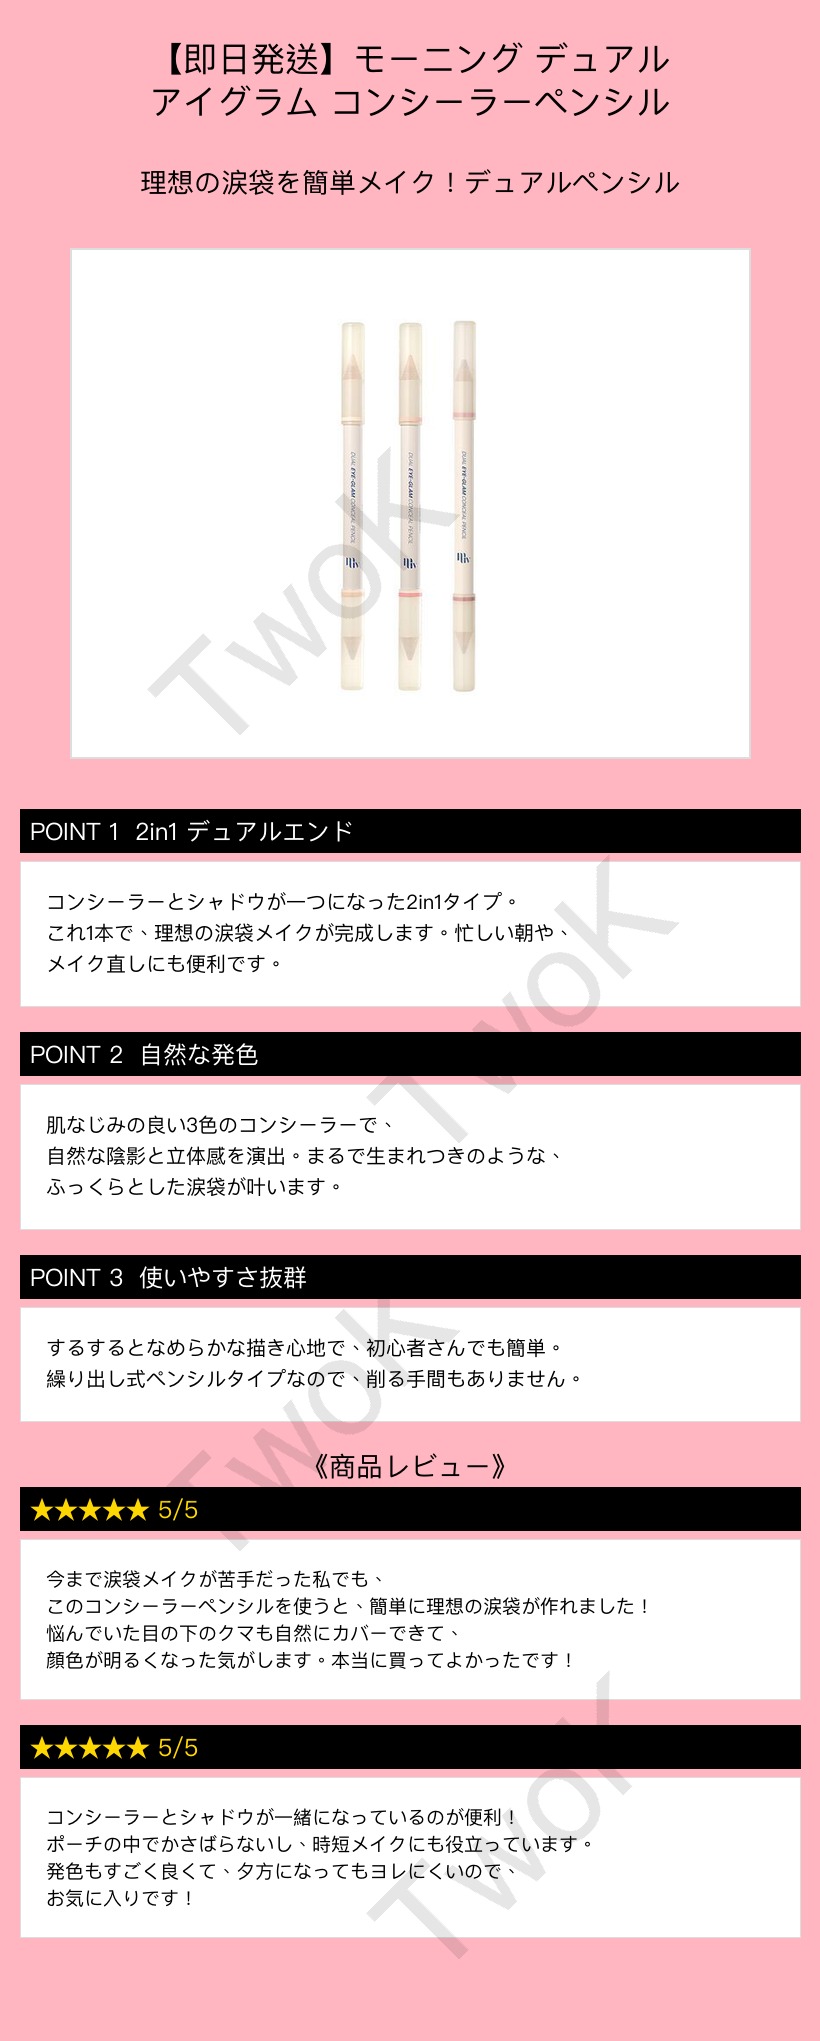 【即日発送】モーニング デュアル
アイグラム コンシーラーペンシル
理想の涙袋を簡単メイク！デュアルペンシル
DUAL EYE-GLAM CONCEAL PENCIL
DUAL EYE-GLAM CONCEAL PENCIL
DUAL EYE-GLAM CONCEAL PENCIL
TwoK
POINT 1 2in1 デュアルエンド
コンシーラーとシャドウが一つになった2in1タイプ。
これ1本で、理想の涙袋メイクが完成します。忙しい朝や、
メイク直しにも便利です。
TwoK
POINT 2 自然な発色
肌なじみの良い3色のコンシーラーで、
自然な陰影と立体感を演出。まるで生まれつきのような、
ふっくらとした涙袋が叶います。
POINT 3 使いやすさ抜群
するするとなめらかな描き心地で、初心者さんでも簡単。
繰り出し式ペンシルタイプなので、削る手間もありません。
TwoK
《商品レビュー》
★★★★★ 5/5
今まで涙袋メイクが苦手だった私でも、
このコンシーラーペンシルを使うと、簡単に理想の涙袋が作れました！
悩んでいた目の下のクマも自然にカバーできて、
顔色が明るくなった気がします。本当に買ってよかったです！
★★★★★ 5/5
コンシーラーとシャドウが一緒になっているのが便利！
ポーチの中でかさばらないし、時短メイクにも役立っています。
発色もすごく良くて、夕方になってもヨレにくいので、
お気に入りです！
TwoK